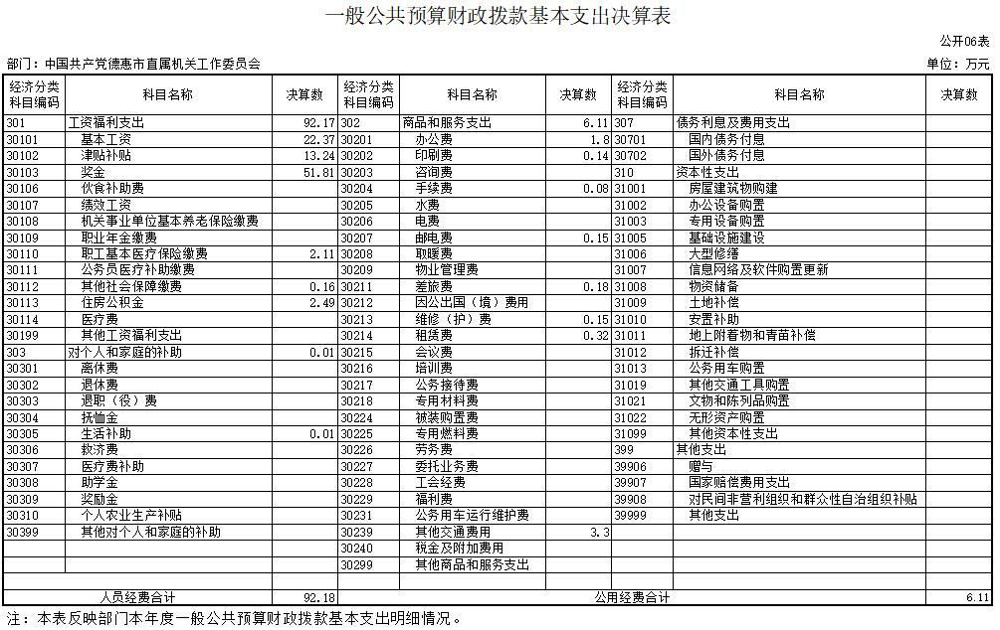 一般公共预算财政拨款基本支出决算表
公开06表
部门：中国共产党德惠市直属机关工作委员会 单位：万元
经济分类科目编码 科目名称 决算数 经济分类科目编码 科目名称 决算数 经济分类科目编码 科目名称 决算数
301 工资福利支出 92.17 302 商品和服务支出 6.11 307 债务利息及费用支出
30101 基本工资 22.37 30201 办公费 1.8 30701 国内债务付息
30102 津贴补贴 13.24 30202 印刷费 0.14 30702 国外债务付息
30103 奖金 51.81 30203 咨询费 310 资本性支出
30106 伙食补助费 30204 手续费 0.08 31001 房屋建筑物购建
30107 绩效工资 30205 水费 31002 办公设备购置
30108 机关事业单位基本养老保险缴费 30206 电费 31003 专用设备购置
30109 职业年金缴费 30207 邮电费 0.15 31005 基础设施建设
30110 职工基本医疗保险缴费 2.11 30208 取暖费 31006 大型修缮
30111 公务员医疗补助缴费 30209 物业管理费 31007 信息网络及软件购置更新
30112 其他社会保障缴费 0.16 30211 差旅费 0.18 31008 物资储备
30113 住房公积金 2.49 30212 因公出国（境）费用 31009 土地补偿
30114 医疗费 30213 维修（护）费 0.15 31010 安置补助
30199 其他工资福利支出 30214 租赁费 0.32 31011 地上附着物和青苗补偿
303 对个人和家庭的补助 0.01 30215 会议费 31012 拆迁补偿
30301 离休费 30216 培训费 31013 公务用车购置
30302 退休费 30217 公务接待费 31019 其他交通工具购置
30303 退职（役）费 30218 专用材料费 31021 文物和陈列品购置
30304 抚恤金 30224 被装购置费 31022 无形资产购置
30305 生活补助 0.01 30225 专用燃料费 31099 其他资本性支出
30306 救济费 30226 劳务费 399 其他支出
30307 医疗费补助 30227 委托业务费 39906 赠与
30308 助学金 30228 工会经费 39907 国家赔偿费用支出
30309 奖励金 30229 福利费 39908 对民间非营利组织和群众性自治组织补贴
30310 个人农业生产补贴 30231 公务用车运行维护费 39999 其他支出
30399 其他对个人和家庭的补助 30239 其他交通费用 3.3
30240 税金及附加费用
30299 其他商品和服务支出
人员经费合计 92.18 公用经费合计 6.11
注：本表反映部门本年度一般公共预算财政拨款基本支出明细情况。